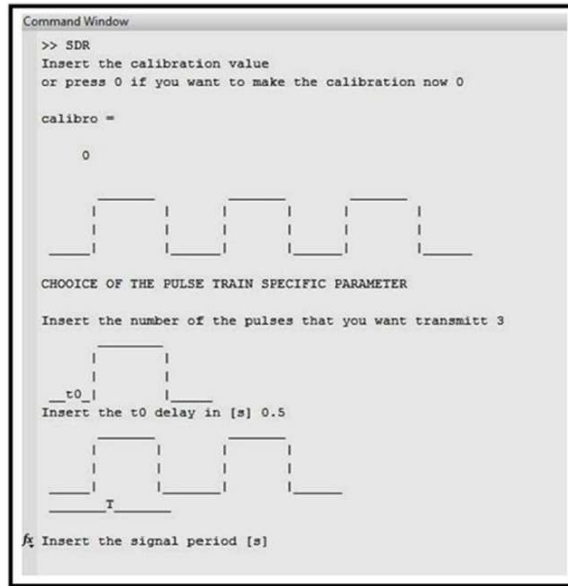 Command Window
>> SDR
Insert the calibration value
or press 0 if you want to make the calibration now 0
calibro =
0
CHOOICE OF THE PULSE TRAIN SPECIFIC PARAMETER
Insert the number of the pulses that you want transmitt 3
t0
Insert the t0 delay in [s] 0.5
T
fx Insert the signal period [s]